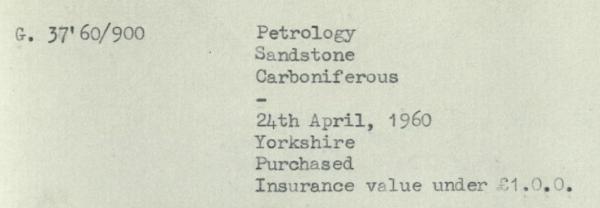 G. 37'60/900 Petrology
Sandstone
Carboniferous
-
24th April, 1960
Yorkshire
Purchased
Insurance value under £1.0.0.